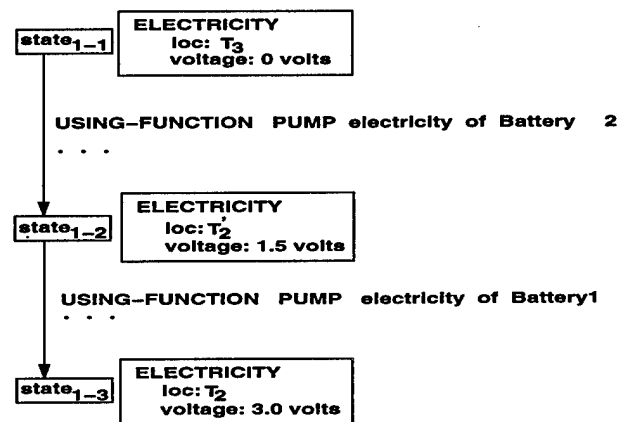 ELECTRICITY
state1–1
loc: T3
voltage: 0 volts
USING–FUNCTION PUMP electricity of Battery 2
. . .
ELECTRICITY
state1–2
loc: T2'
voltage: 1.5 volts
USING–FUNCTION PUMP electricity of Battery1
. . .
ELECTRICITY
state1–3
loc: T2
voltage: 3.0 volts